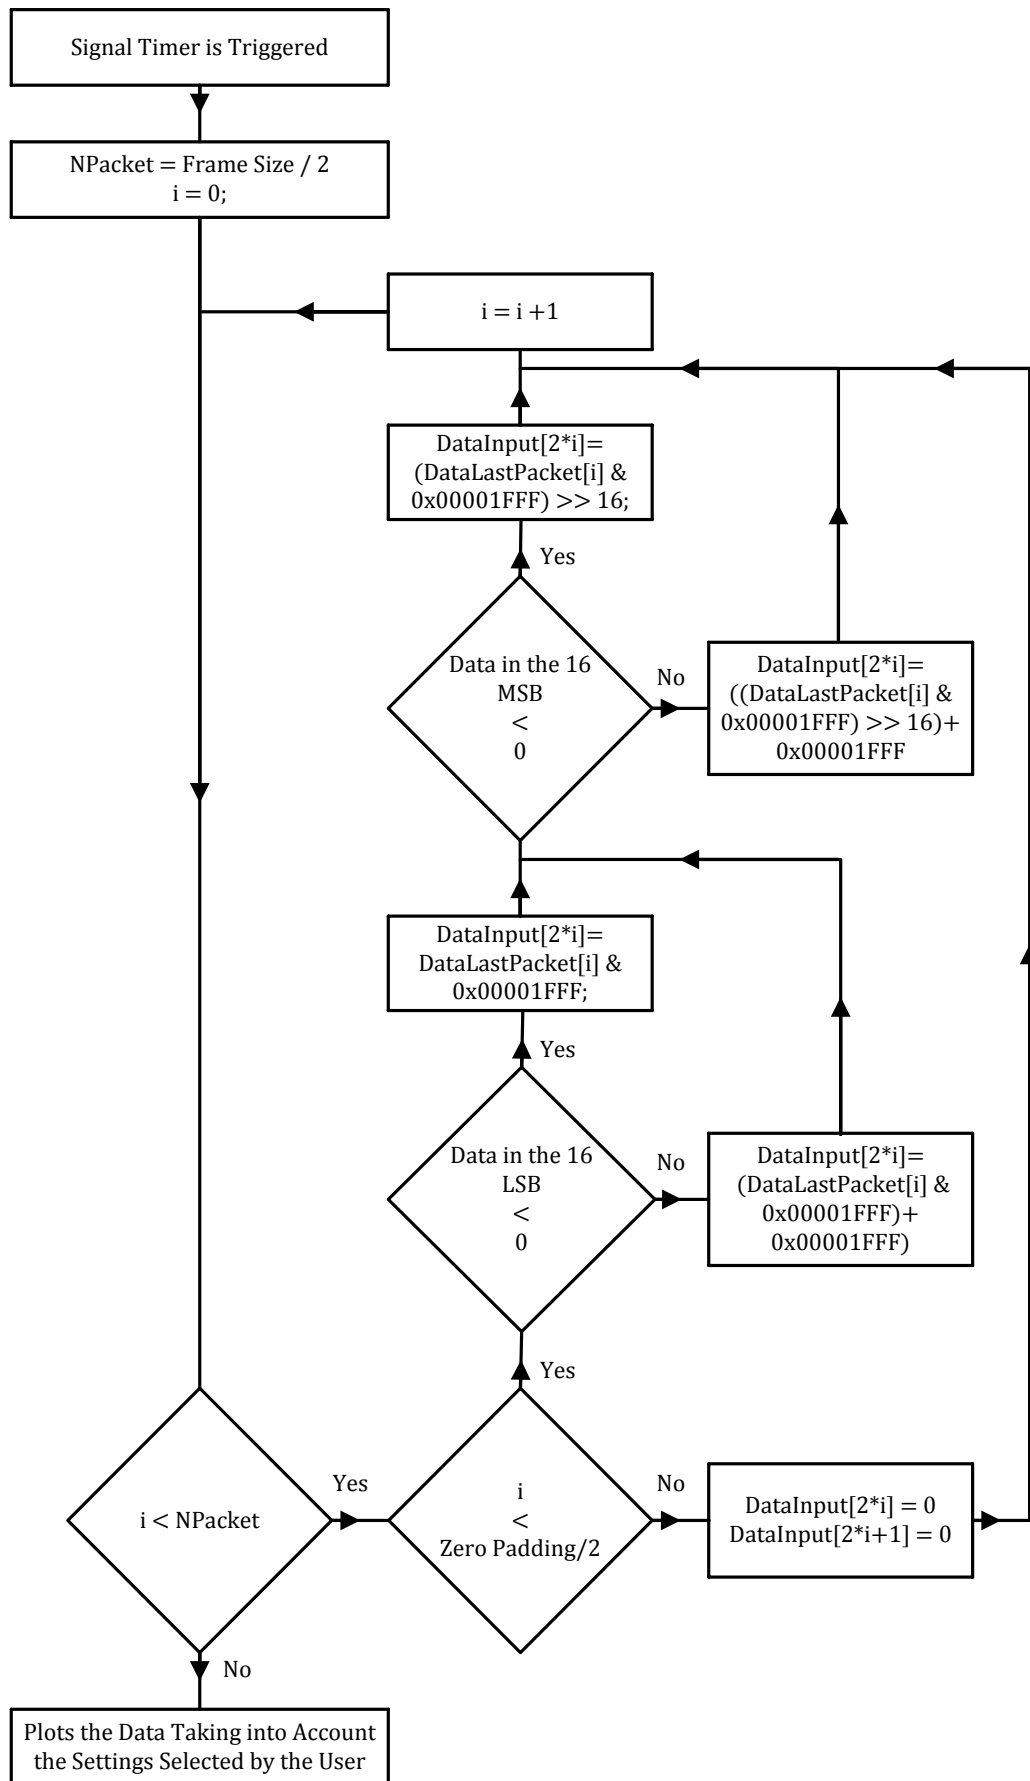 Signal Timer is Triggered
NPacket = Frame Size / 2
i = 0;
i = i +1
DataInput[2*i]=
(DataLastPacket[i] &
0x00001FFF) >> 16;
Yes
Data in the 16
MSB
<
0
No
DataInput[2*i]=
((DataLastPacket[i] &
0x00001FFF) >> 16)+
0x00001FFF
DataInput[2*i]=
DataLastPacket[i] &
0x00001FFF;
Yes
Data in the 16
LSB
<
0
No
DataInput[2*i]=
(DataLastPacket[i] &
0x00001FFF)+
0x00001FFF)
Yes
i < NPacket
Yes
i
<
Zero Padding/2
No
DataInput[2*i] = 0
DataInput[2*i+1] = 0
No
Plots the Data Taking into Account
the Settings Selected by the User